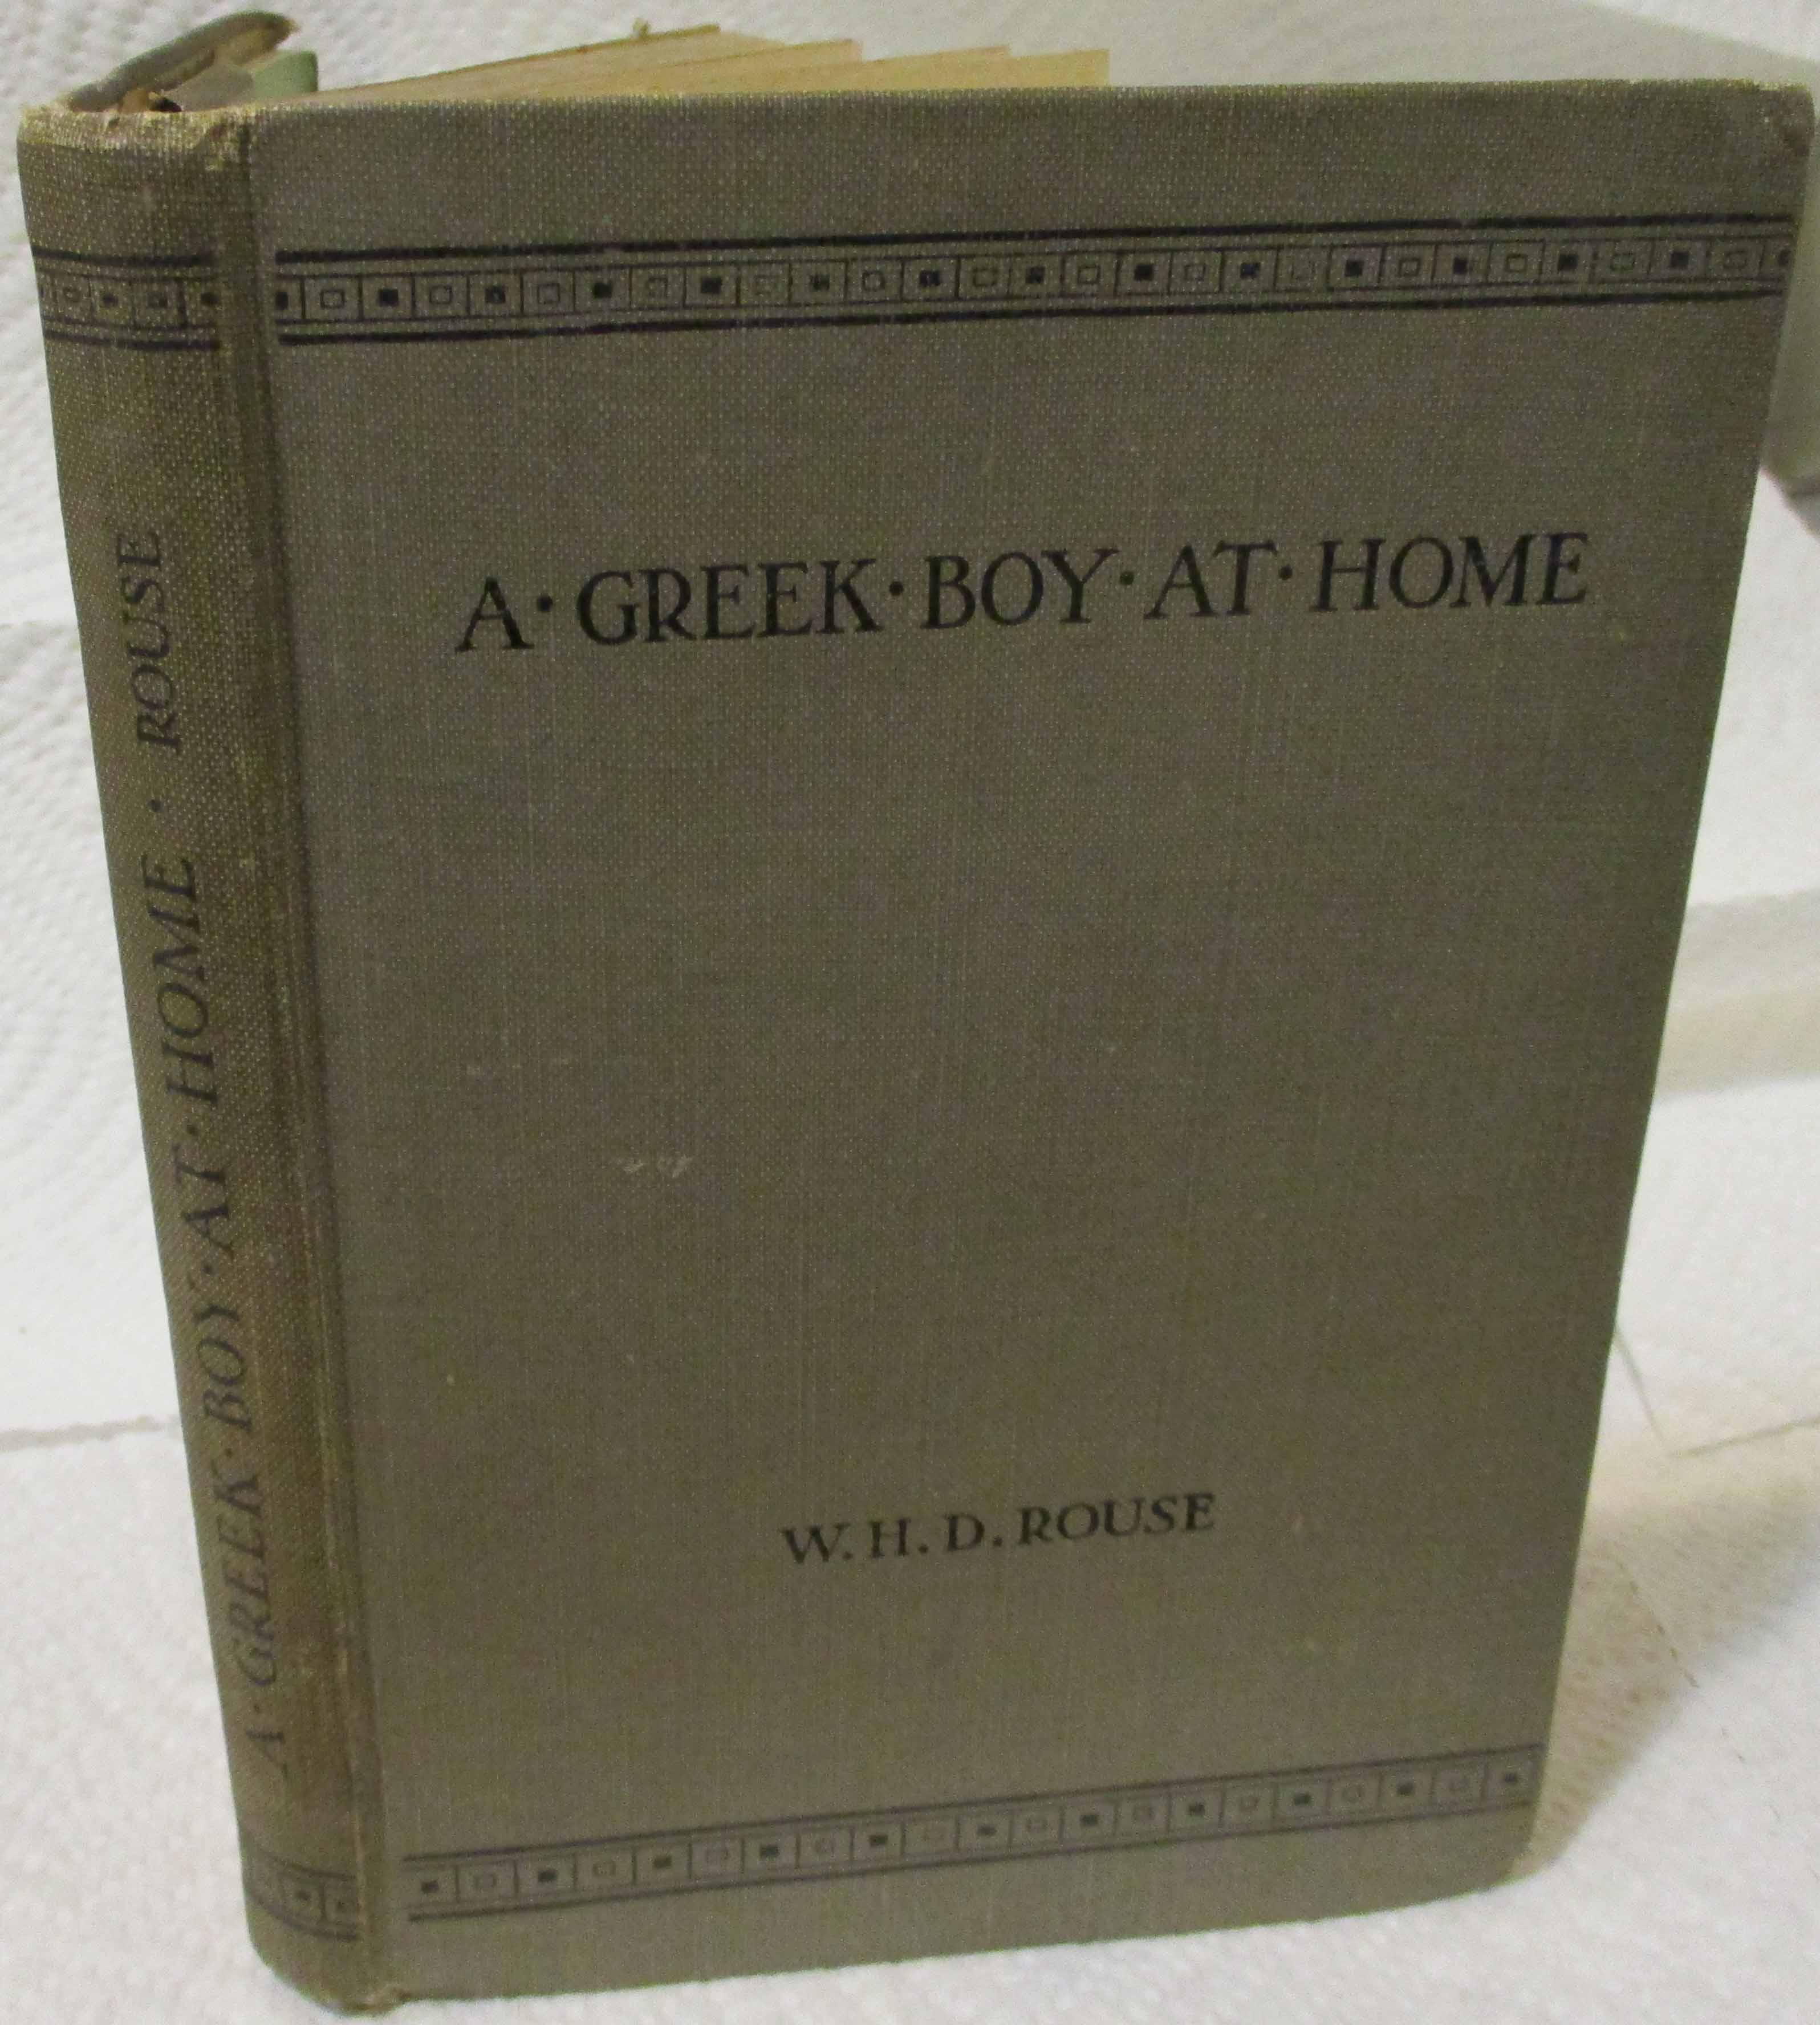 A·GREEK·BOY·AT·HOME
W. H. D. ROUSE
A·GREEK·BOY·AT·HOME · ROUSE